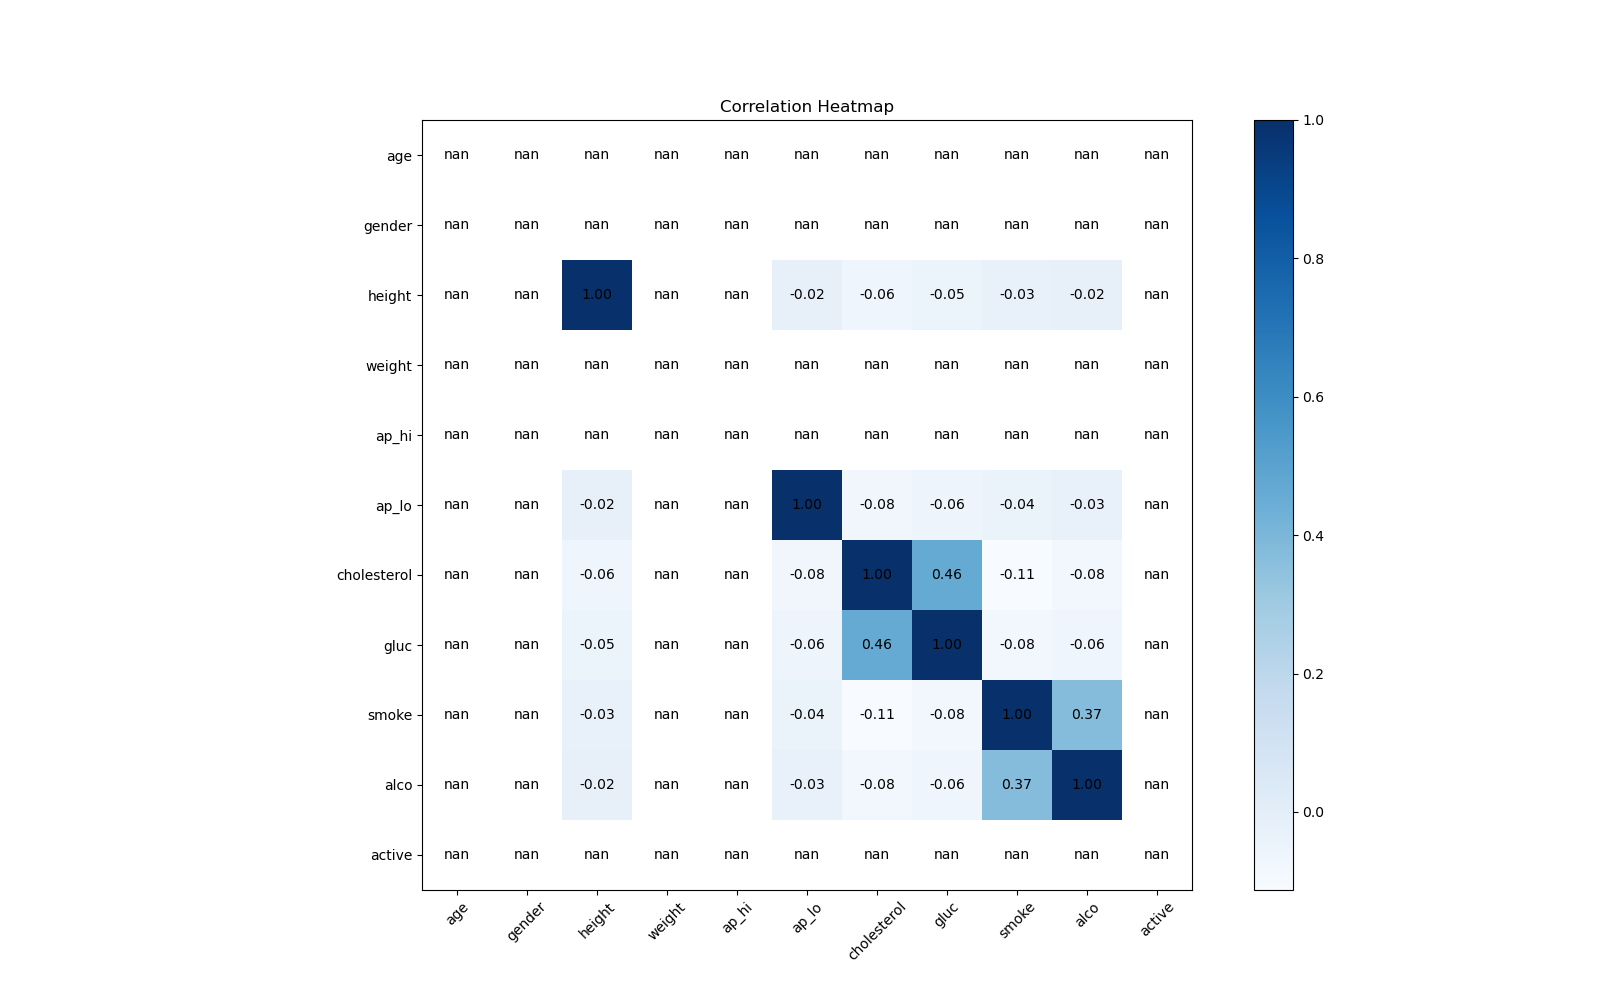 Correlation Heatmap
age nan nan nan nan nan nan nan nan nan nan nan
gender nan nan nan nan nan nan nan nan nan nan nan
height nan nan 1.00 nan nan -0.02 -0.06 -0.05 -0.03 -0.02 nan
weight nan nan nan nan nan nan nan nan nan nan nan
ap_hi nan nan nan nan nan nan nan nan nan nan nan
ap_lo nan nan -0.02 nan nan 1.00 -0.08 -0.06 -0.04 -0.03 nan
cholesterol nan nan -0.06 nan nan -0.08 1.00 0.46 -0.11 -0.08 nan
gluc nan nan -0.05 nan nan -0.06 0.46 1.00 -0.08 -0.06 nan
smoke nan nan -0.03 nan nan -0.04 -0.11 -0.08 1.00 0.37 nan
alco nan nan -0.02 nan nan -0.03 -0.08 -0.06 0.37 1.00 nan
active nan nan nan nan nan nan nan nan nan nan nan
age gender height weight ap_hi ap_lo cholesterol gluc smoke alco active
1.0
0.8
0.6
0.4
0.2
0.0